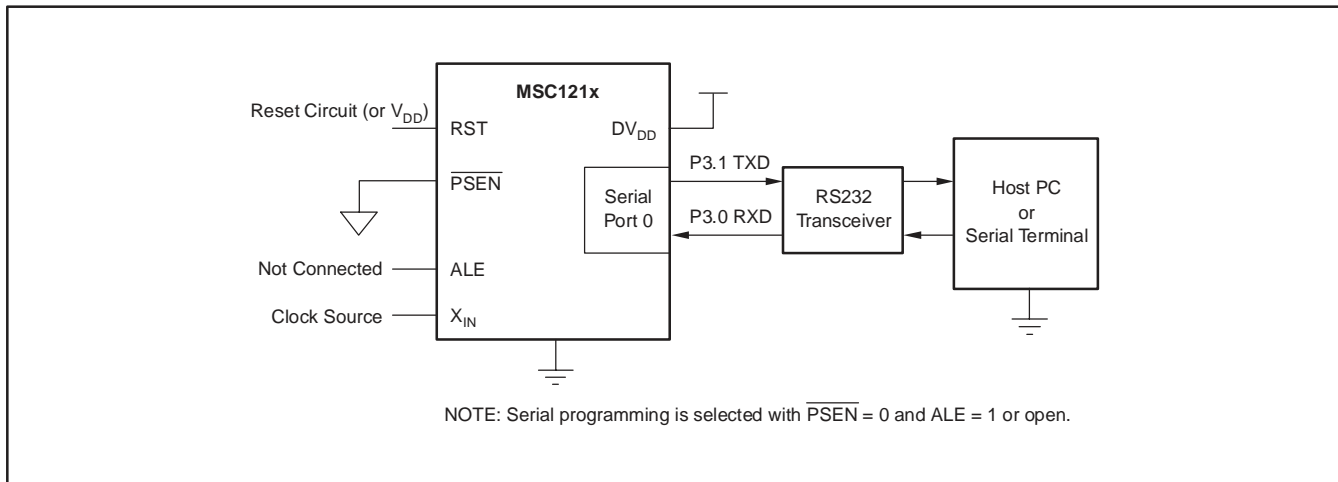 MSC121x
Reset Circuit (or VDD)
RST
DVDD
PSEN
Serial
Port 0
P3.1 TXD
P3.0 RXD
RS232
Transceiver
Host PC
or
Serial Terminal
Not Connected
ALE
Clock Source
XIN
NOTE: Serial programming is selected with PSEN = 0 and ALE = 1 or open.